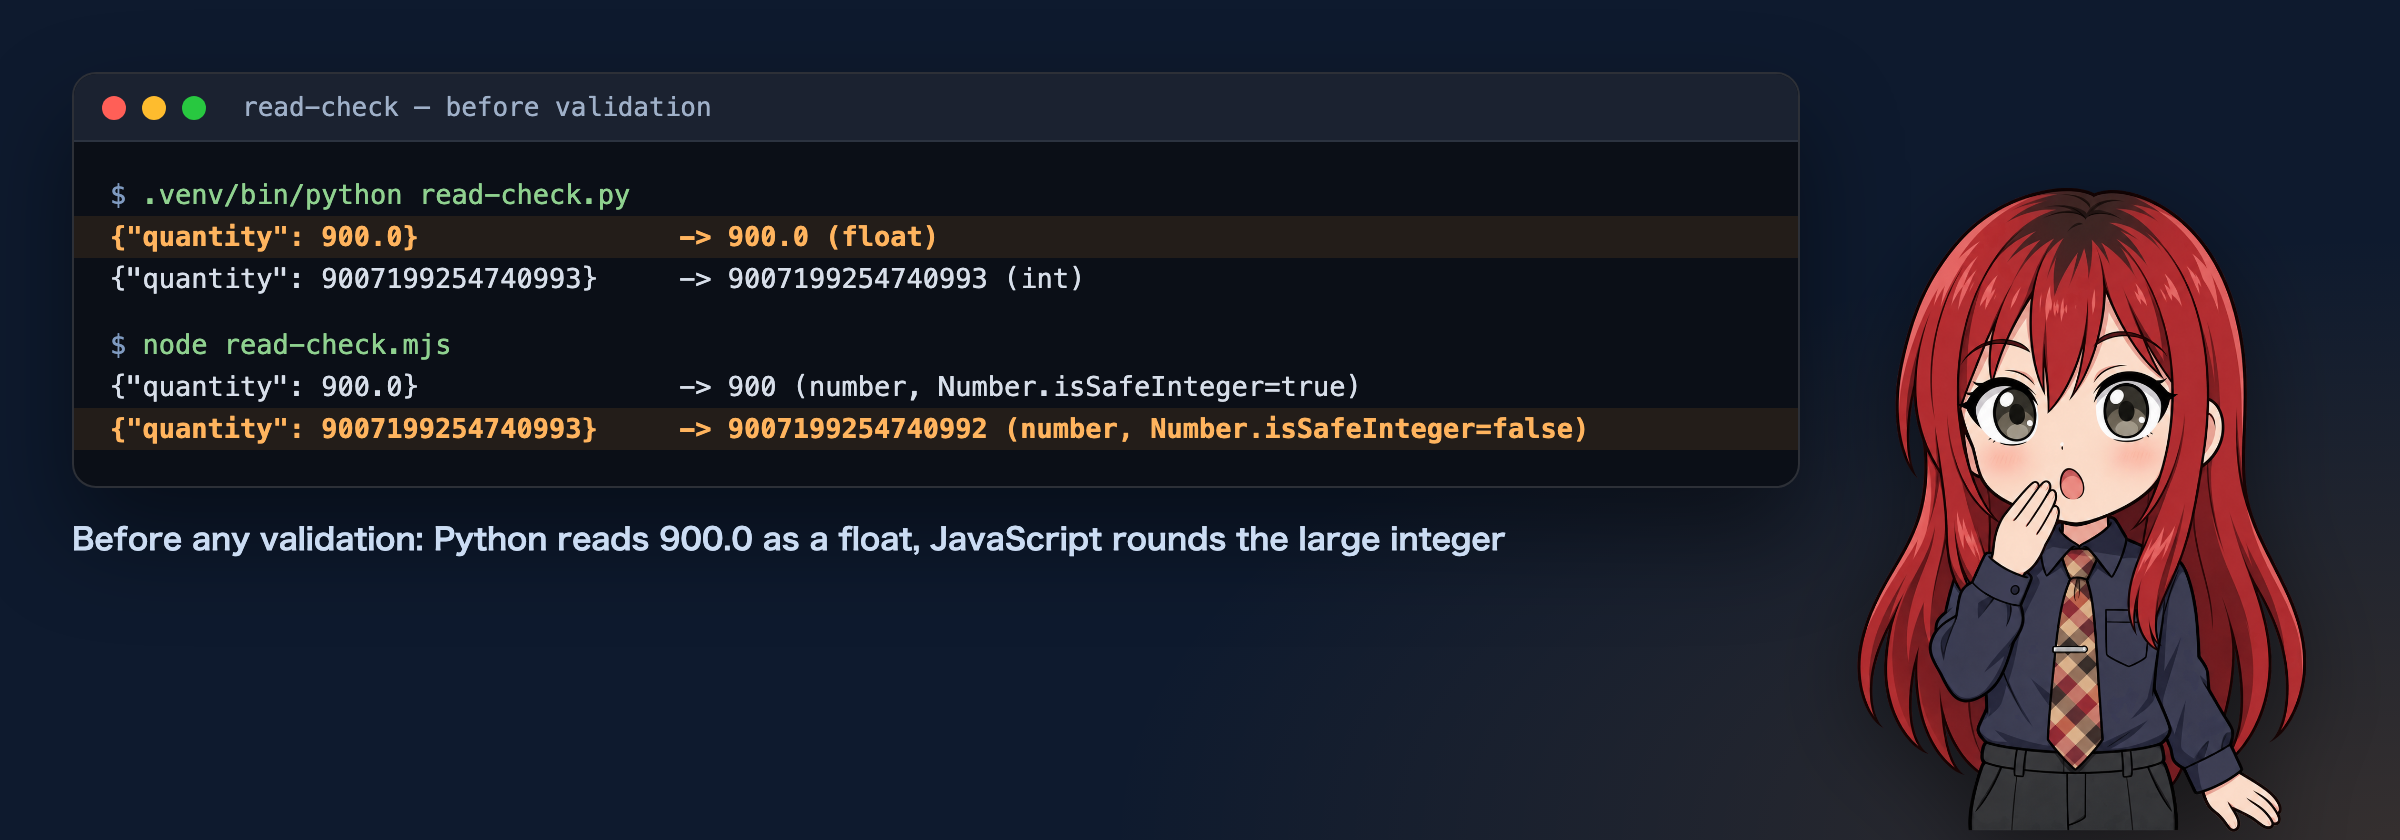 read-check — before validation
$ .venv/bin/python read-check.py
{"quantity": 900.0} -> 900.0 (float)
{"quantity": 9007199254740993} -> 9007199254740993 (int)
$ node read-check.mjs
{"quantity": 900.0} -> 900 (number, Number.isSafeInteger=true)
{"quantity": 9007199254740993} -> 9007199254740992 (number, Number.isSafeInteger=false)
Before any validation: Python reads 900.0 as a float, JavaScript rounds the large integer